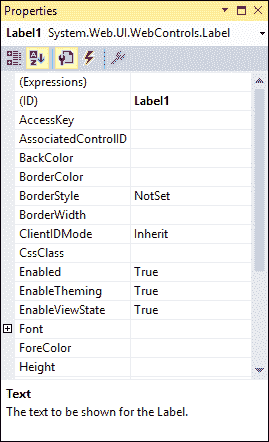 Properties
Label1 System.Web.UI.WebControls.Label
(Expressions)
(ID) Label1
AccessKey
AssociatedControlID
BackColor
BorderColor
BorderStyle NotSet
BorderWidth
ClientIDMode Inherit
CssClass
Enabled True
EnableTheming True
EnableViewState True
Font
ForeColor
Height
Text
The text to be shown for the Label.